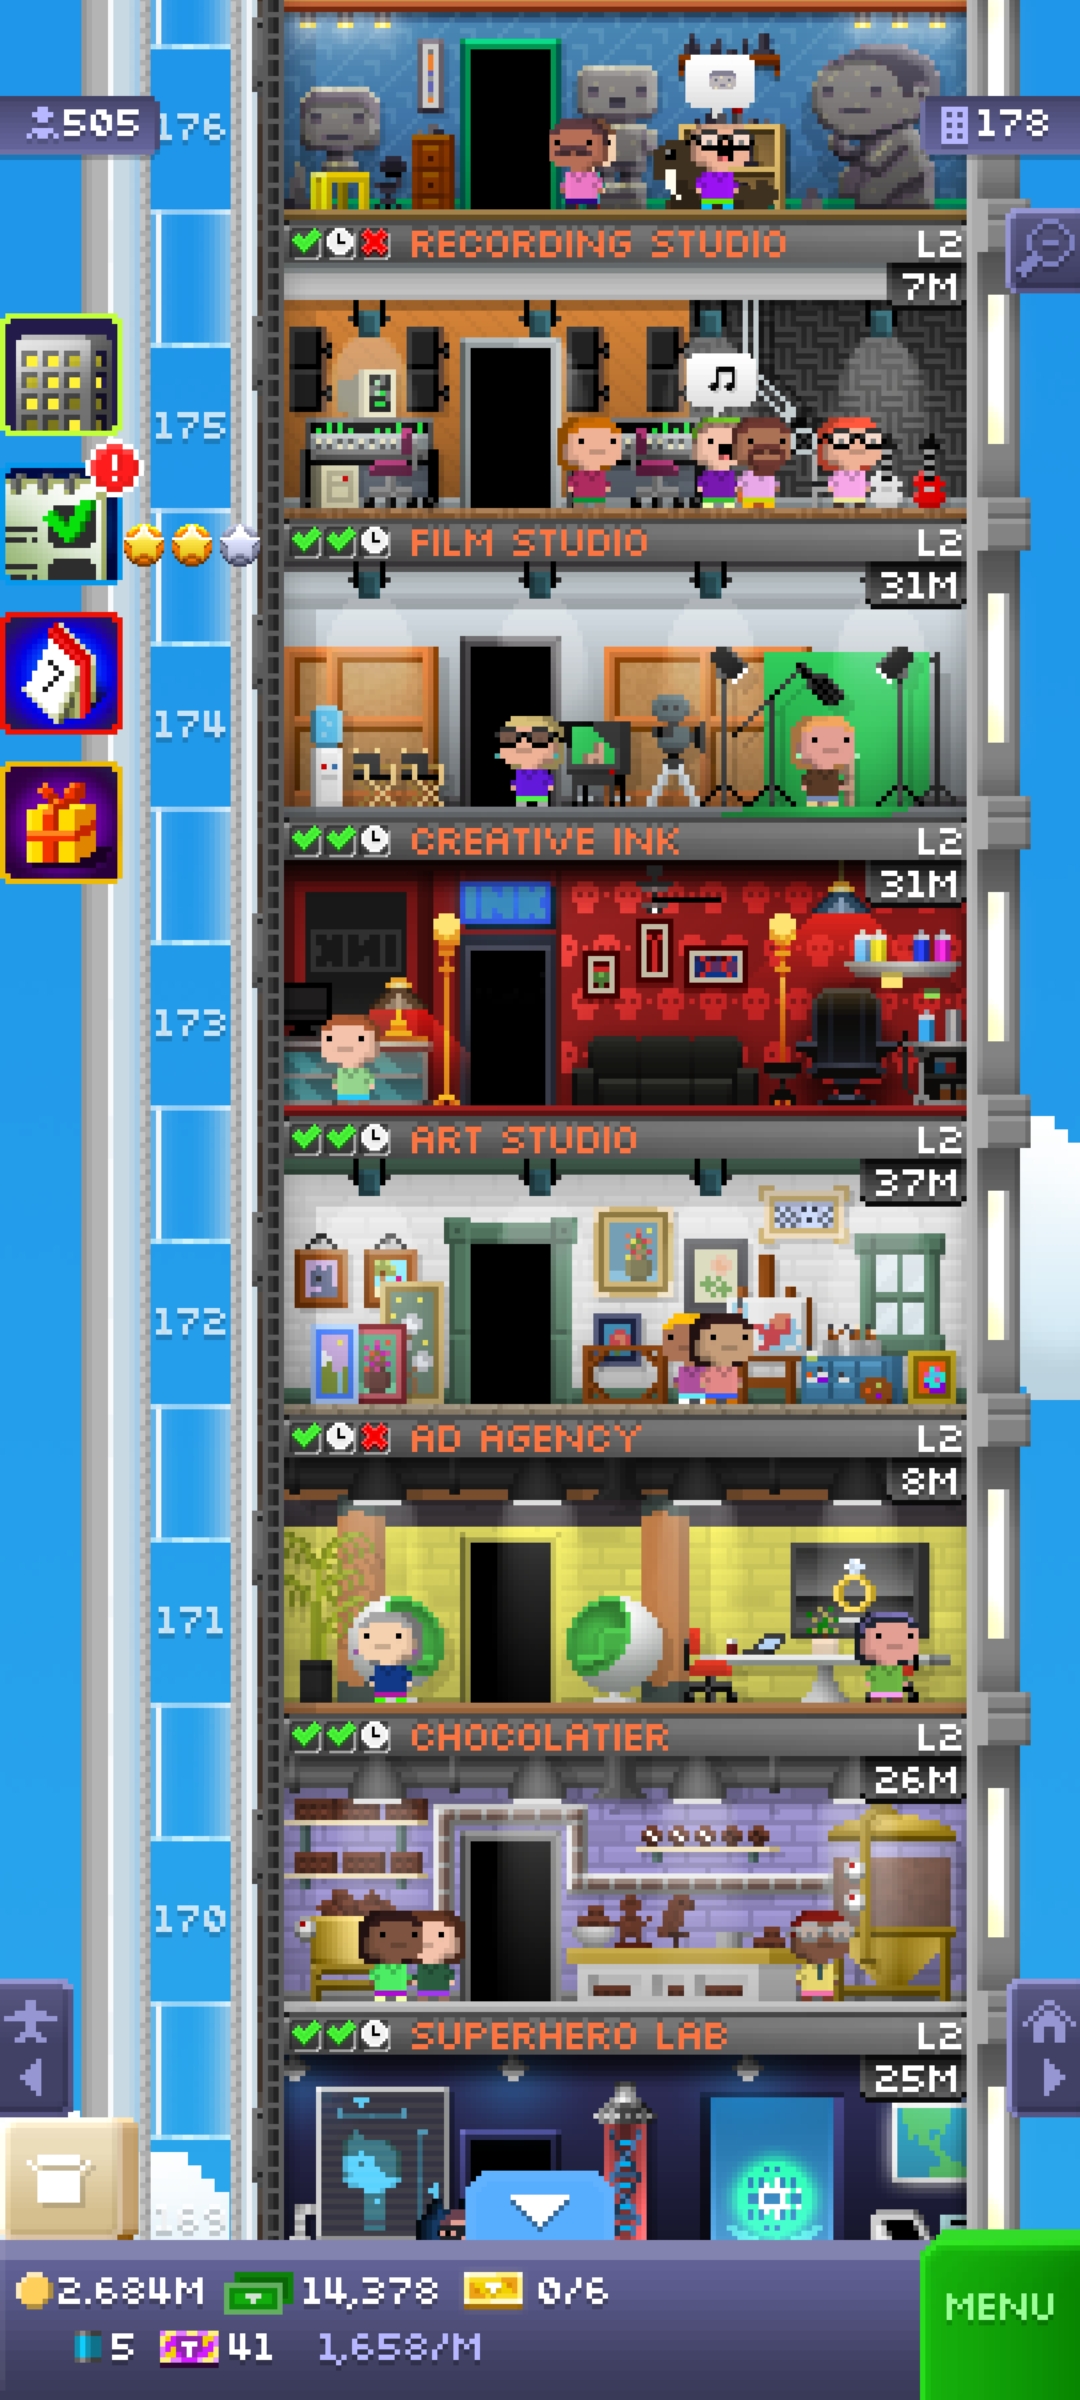 505
176
178
RECORDING STUDIO L2
7M
175
FILM STUDIO L2
31M
174
CREATIVE INK L2
31M
INK
173
ART STUDIO L2
37M
172
AD AGENCY L2
8M
171
CHOCOLATIER L2
26M
170
SUPERHERO LAB L2
25M
2.684M 14,378 0/6
MENU
5 41 1,658/M